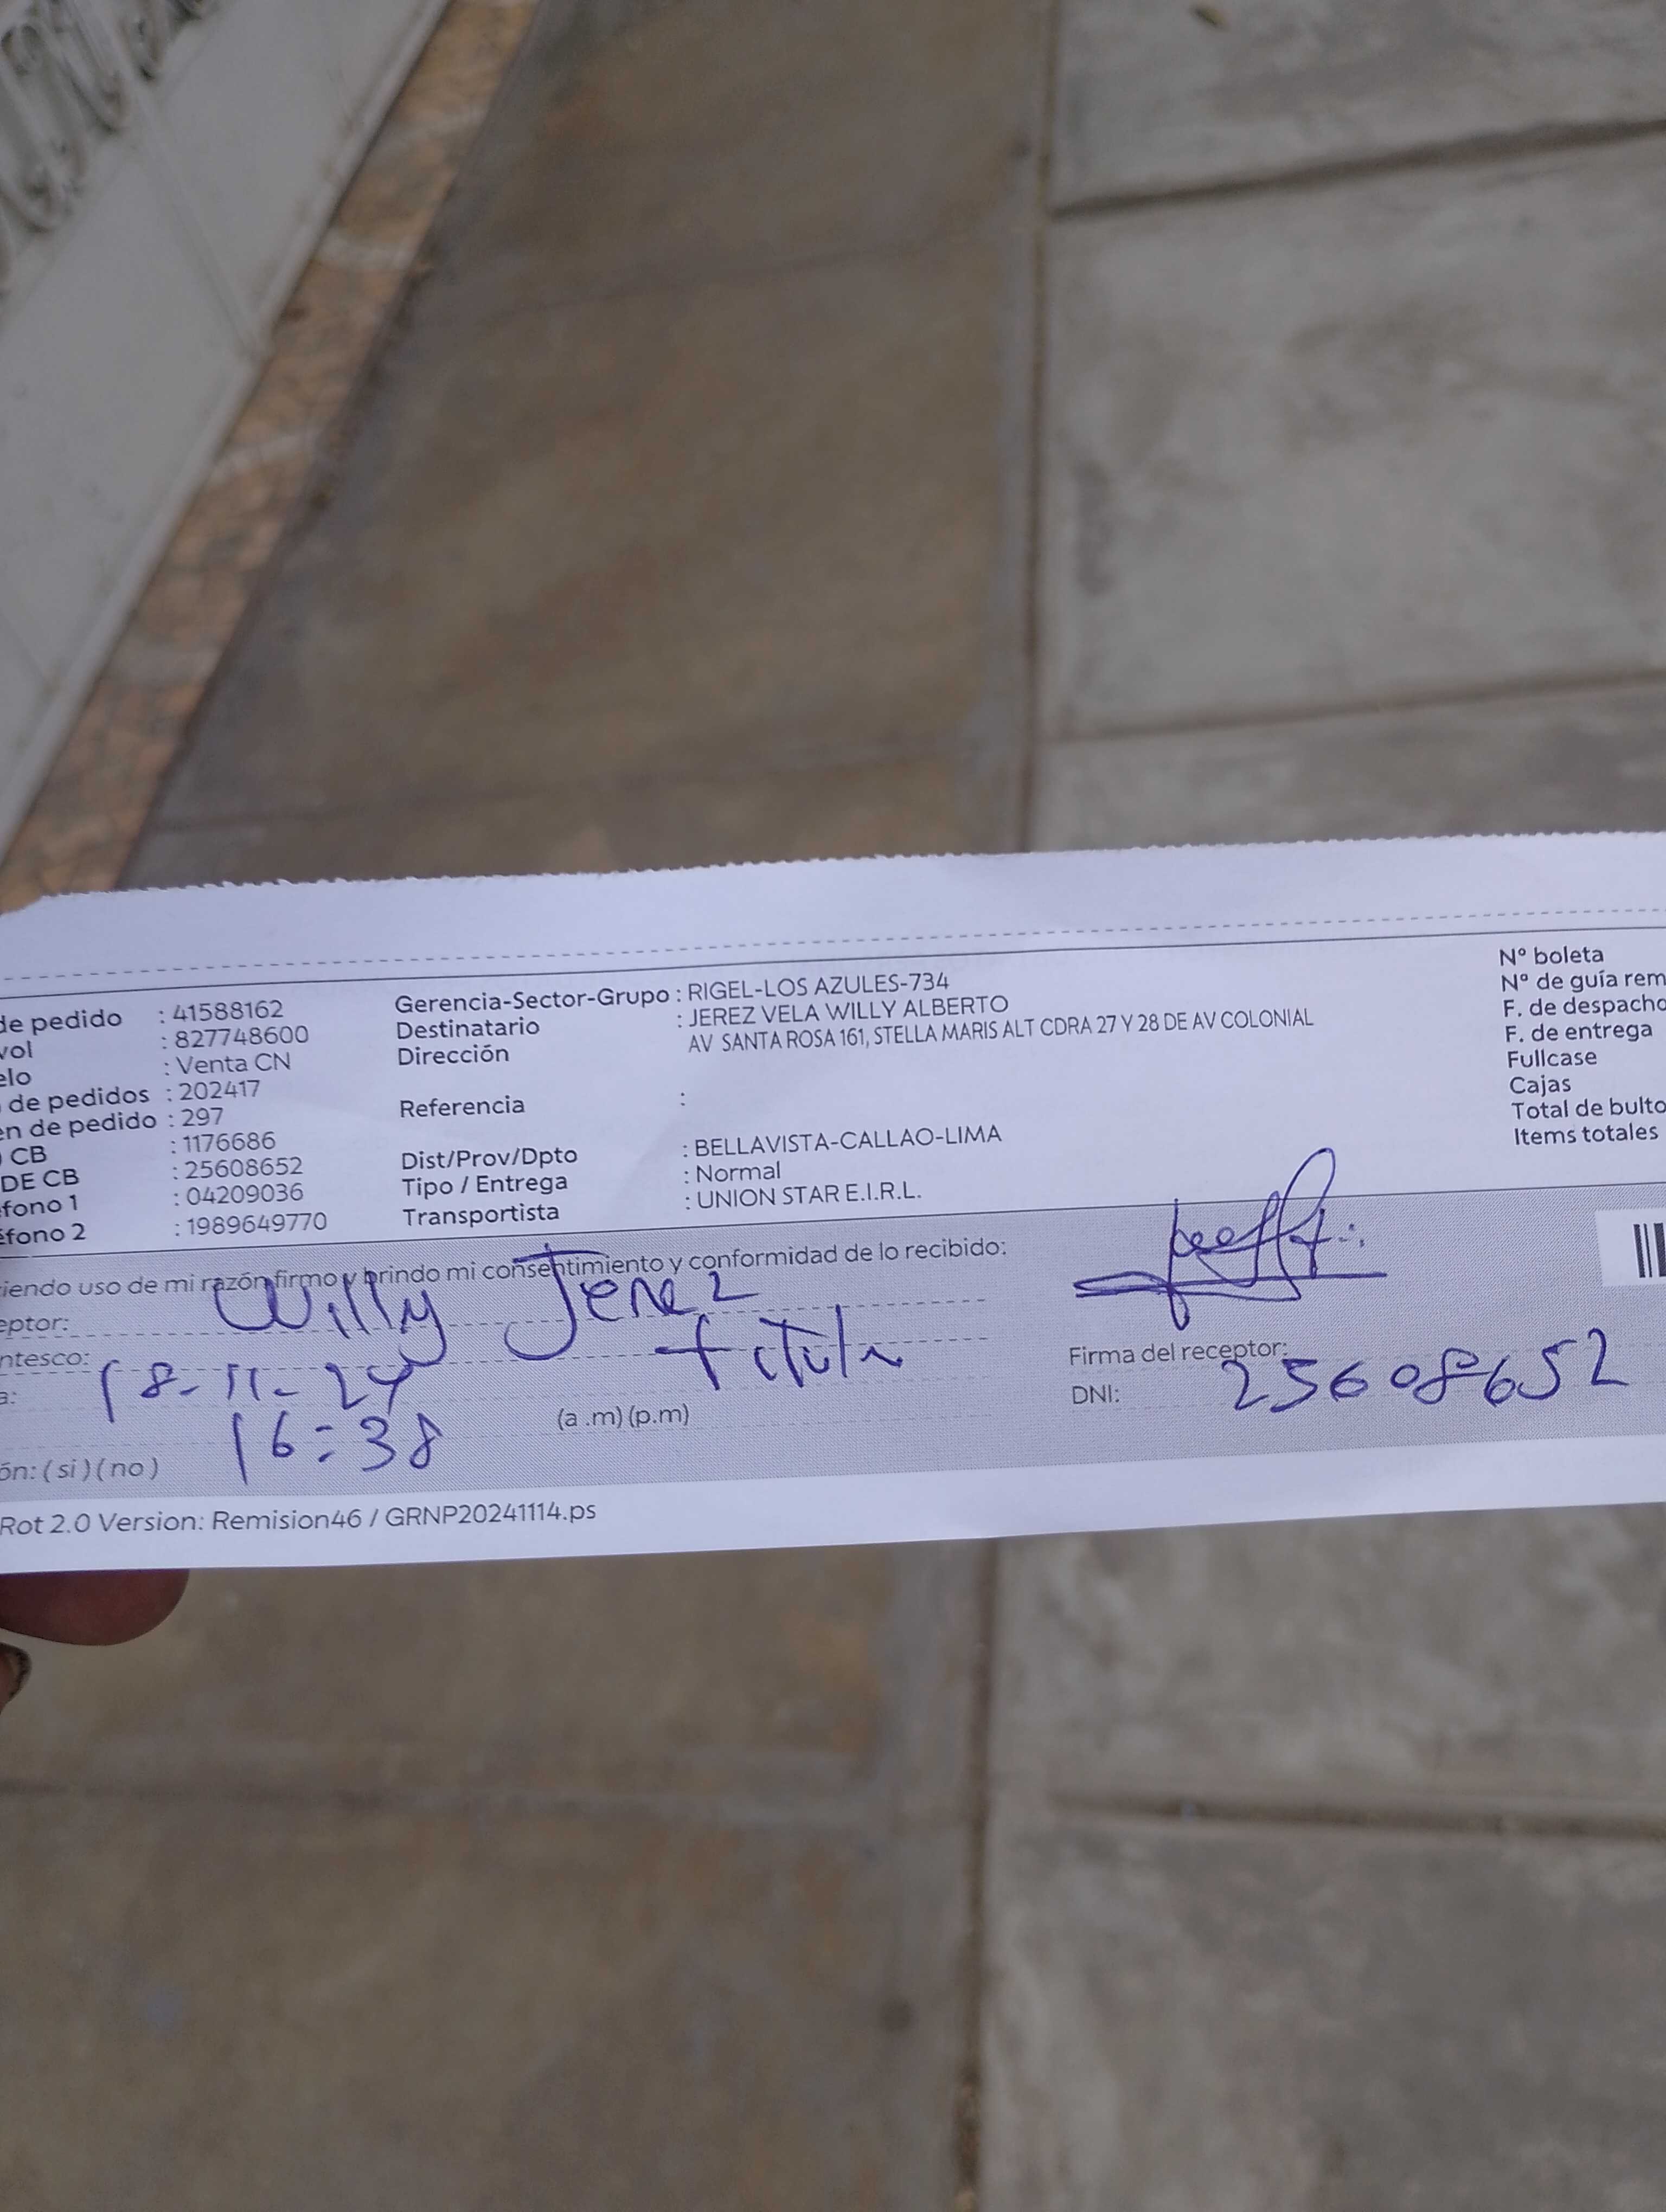 de pedido : 41588162 Gerencia-Sector-Grupo : RIGEL-LOS AZULES-734 Nº boleta
vol : 827748600 Destinatario : JEREZ VELA WILLY ALBERTO Nº de guía rem
elo : Venta CN Dirección AV SANTA ROSA 161, STELLA MARIS ALT CDRA 27 Y 28 DE AV COLONIAL F. de despacho
de pedidos : 202417 F. de entrega
en de pedido : 297 Referencia : Fullcase
CB : 1176686 Cajas
DE CB : 25608652 Dist/Prov/Dpto : BELLAVISTA-CALLAO-LIMA Total de bulto
éfono 1 : 04209036 Tipo / Entrega : Normal Items totales
éfono 2 : 1989649770 Transportista : UNION STAR E.I.R.L.
iendo uso de mi razón firmo y brindo mi consentimiento y conformidad de lo recibido:
eptor: Willy Jerez
ntesco: titular Firma del receptor:
a: 18-11-24 DNI: 25608652
16:38 (a .m) (p.m)
ón: ( si ) ( no )
Rot 2.0 Version: Remision46 / GRNP20241114.ps